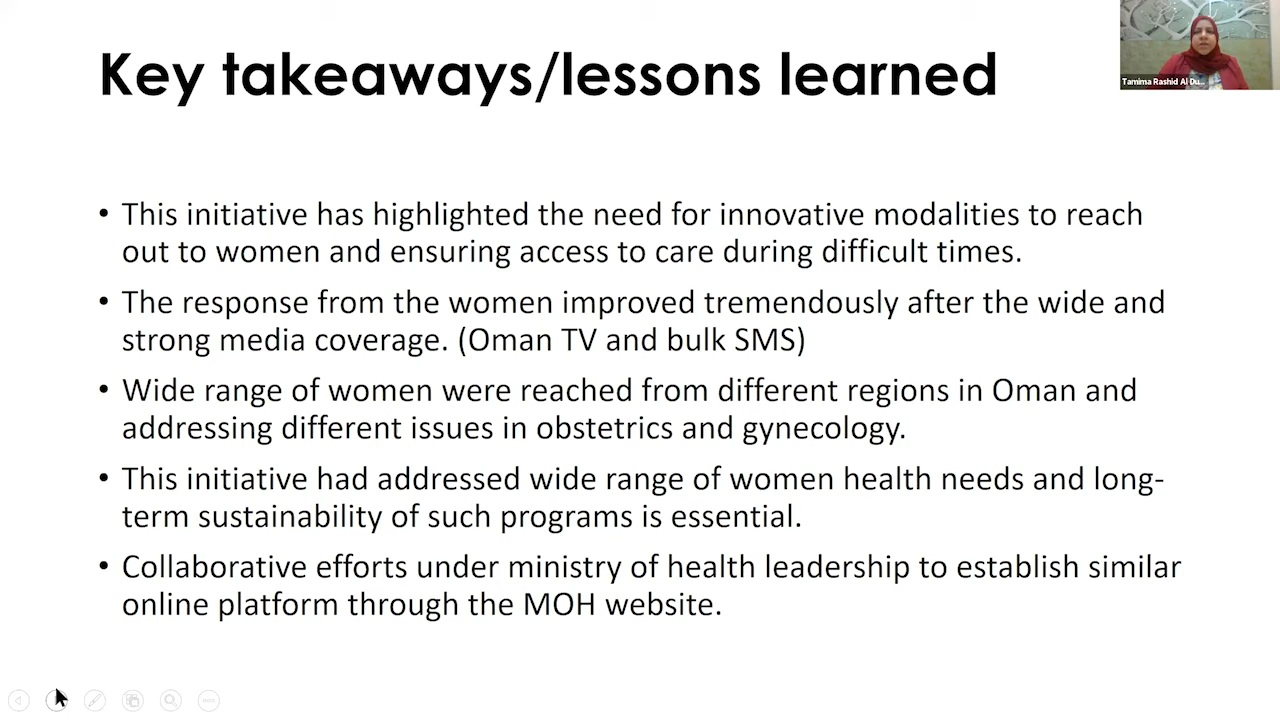 Key takeaways/lessons learned
Tamima Rashid Al Du...
• This initiative has highlighted the need for innovative modalities to reach
out to women and ensuring access to care during difficult times.
• The response from the women improved tremendously after the wide and
strong media coverage. (Oman TV and bulk SMS)
• Wide range of women were reached from different regions in Oman and
addressing different issues in obstetrics and gynecology.
• This initiative had addressed wide range of women health needs and long-
term sustainability of such programs is essential.
• Collaborative efforts under ministry of health leadership to establish similar
online platform through the MOH website.